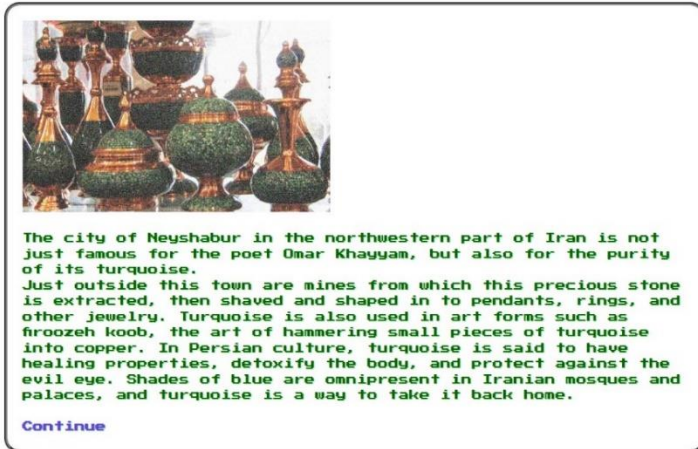 The city of Neyshabur in the northwestern part of Iran is not
just famous for the poet Omar Khayyam, but also for the purity
of its turquoise.
Just outside this town are mines from which this precious stone
is extracted, then shaved and shaped in to pendants, rings, and
other jewelry. Turquoise is also used in art forms such as
firoozeh koob, the art of hammering small pieces of turquoise
into copper. In Persian culture, turquoise is said to have
healing properties, detoxify the body, and protect against the
evil eye. Shades of blue are omnipresent in Iranian mosques and
palaces, and turquoise is a way to take it back home.
Continue